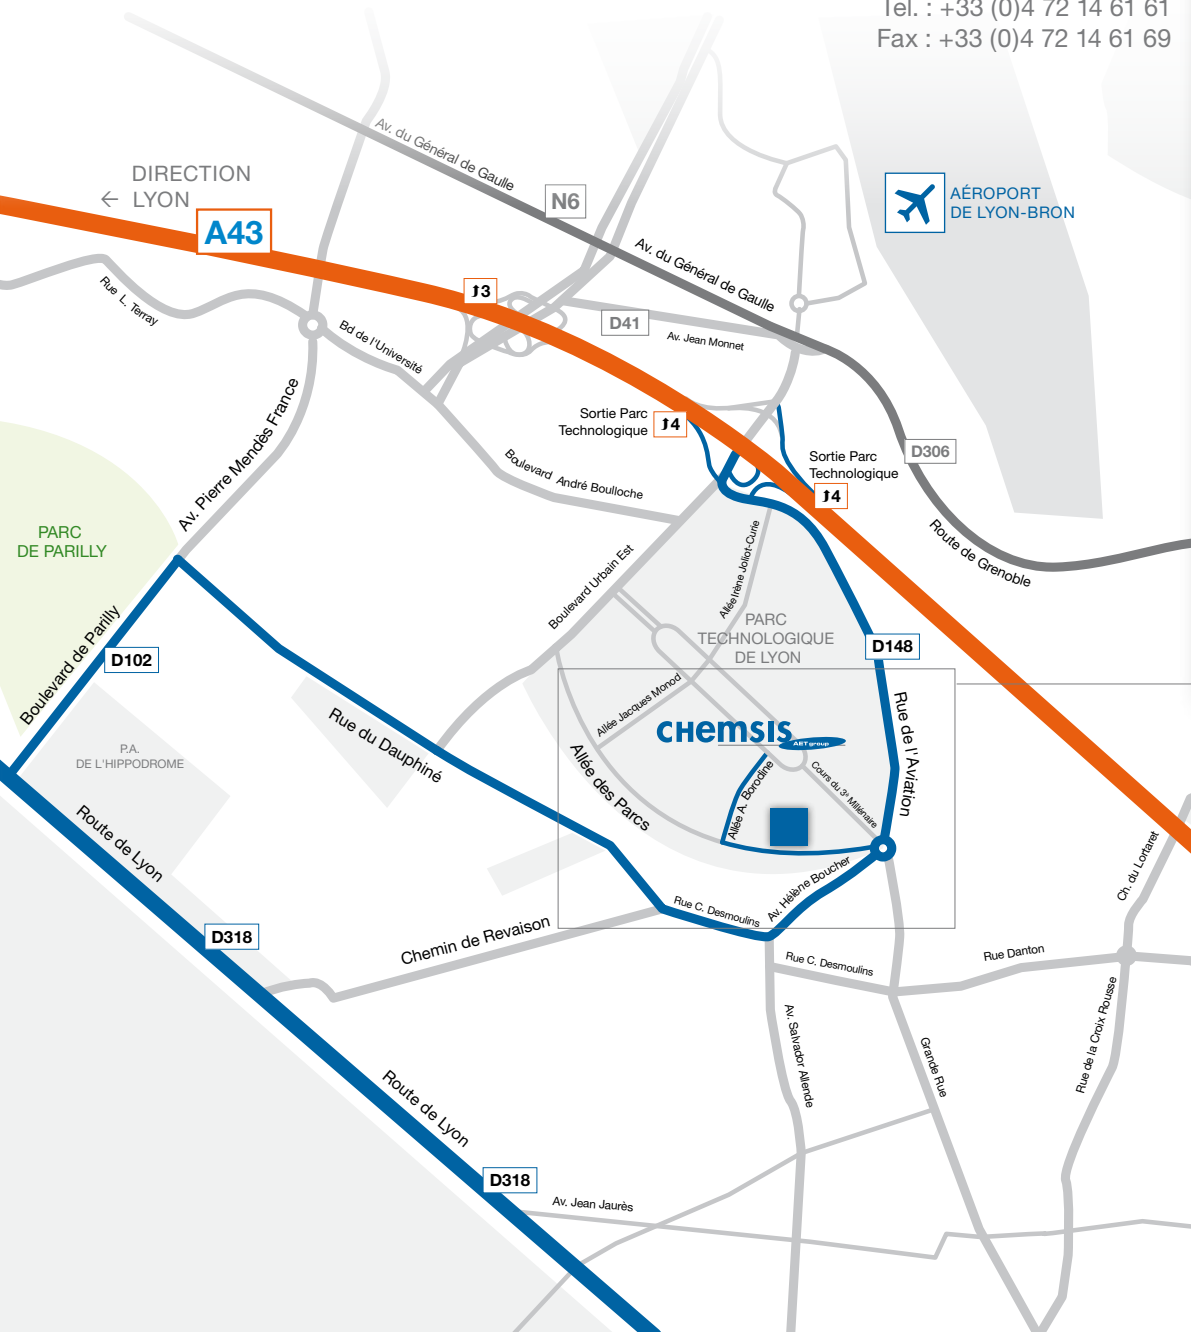 Tel. : +33 (0)4 72 14 61 61
Fax : +33 (0)4 72 14 61 69
Av. du Général de Gaulle
DIRECTION
← LYON
N6
AÉROPORT
DE LYON-BRON
A43
Av. du Général de Gaulle
3
Rue L. Terray
D41
Bd de l'Université
Av. Jean Monnet
Av. Pierre Mendès France
Sortie Parc
Technologique
4
D306
Sortie Parc
Technologique
4
Boulevard André Boulloche
PARC
DE PARILLY
Route de Grenoble
Allée Irène Joliot-Curie
Boulevard Urbain Est
PARC
TECHNOLOGIQUE
DE LYON
D148
Boulevard de Parilly
D102
Allée Jacques Monod
Rue de l'Aviation
Rue du Dauphiné
CHEMSIS
AET group
P.A.
DE L'HIPPODROME
Allée des Parcs
Allée A. Borodine
Cours du 3e Millénaire
Route de Lyon
Ch. du Lortaret
Av. Hélène Boucher
Rue C. Desmoulins
D318
Chemin de Revaison
Rue C. Desmoulins
Rue Danton
Av. Salvador Allende
Grande Rue
Rue de la Croix Rousse
Route de Lyon
D318
Av. Jean Jaurès